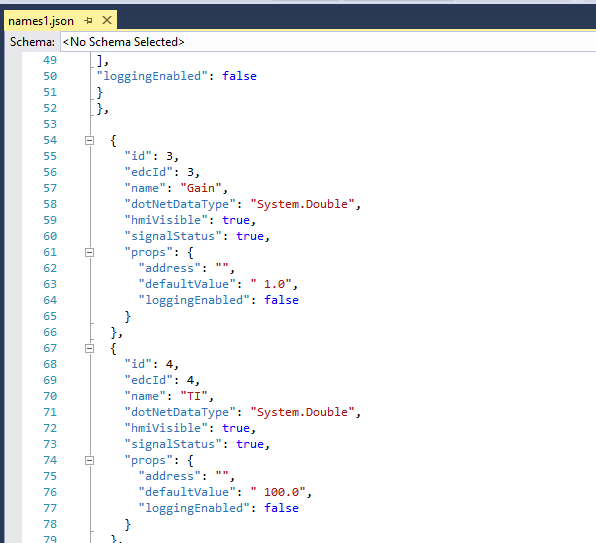 names1.json
Schema: <No Schema Selected>
49 ],
50 "loggingEnabled": false
51 }
52 },
53
54 {
55 "id": 3,
56 "edcId": 3,
57 "name": "Gain",
58 "dotNetDataType": "System.Double",
59 "hmiVisible": true,
60 "signalStatus": true,
61 "props": {
62 "address": "",
63 "defaultValue": " 1.0",
64 "loggingEnabled": false
65 }
66 },
67 {
68 "id": 4,
69 "edcId": 4,
70 "name": "TI",
71 "dotNetDataType": "System.Double",
72 "hmiVisible": true,
73 "signalStatus": true,
74 "props": {
75 "address": "",
76 "defaultValue": " 100.0",
77 "loggingEnabled": false
78 }
79 },